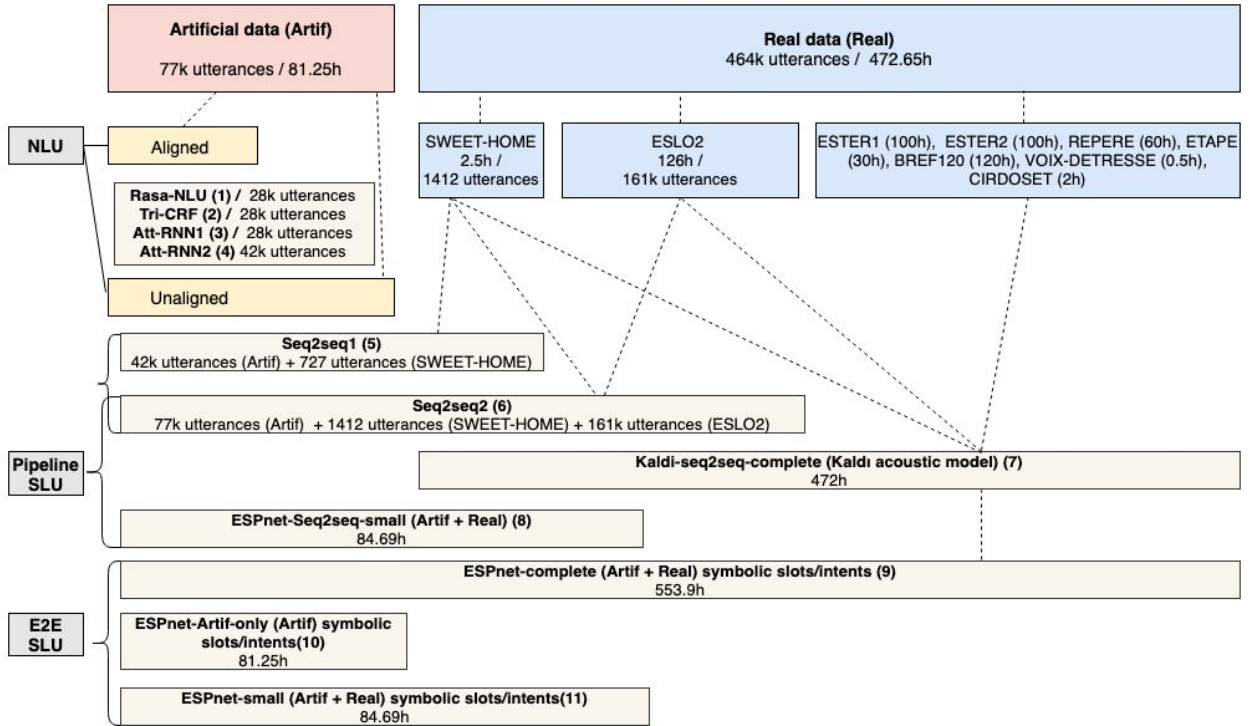 Artificial data (Artif)
77k utterances / 81.25h
Real data (Real)
464k utterances / 472.65h
NLU
Aligned
SWEET-HOME
2.5h /
1412 utterances
ESLO2
126h /
161k utterances
ESTER1 (100h), ESTER2 (100h), REPERE (60h), ETAPE
(30h), BREF120 (120h), VOIX-DETRESSE (0.5h),
CIRDOSET (2h)
Rasa-NLU (1) / 28k utterances
Tri-CRF (2) / 28k utterances
Att-RNN1 (3) / 28k utterances
Att-RNN2 (4) 42k utterances
Unaligned
Seq2seq1 (5)
42k utterances (Artif) + 727 utterances (SWEET-HOME)
Seq2seq2 (6)
77k utterances (Artif) + 1412 utterances (SWEET-HOME) + 161k utterances (ESLO2)
Pipeline
SLU
Kaldi-seq2seq-complete (Kaldı acoustic model) (7)
472h
ESPnet-Seq2seq-small (Artif + Real) (8)
84.69h
ESPnet-complete (Artif + Real) symbolic slots/intents (9)
553.9h
E2E
SLU
ESPnet-Artif-only (Artif) symbolic
slots/intents(10)
81.25h
ESPnet-small (Artif + Real) symbolic slots/intents(11)
84.69h